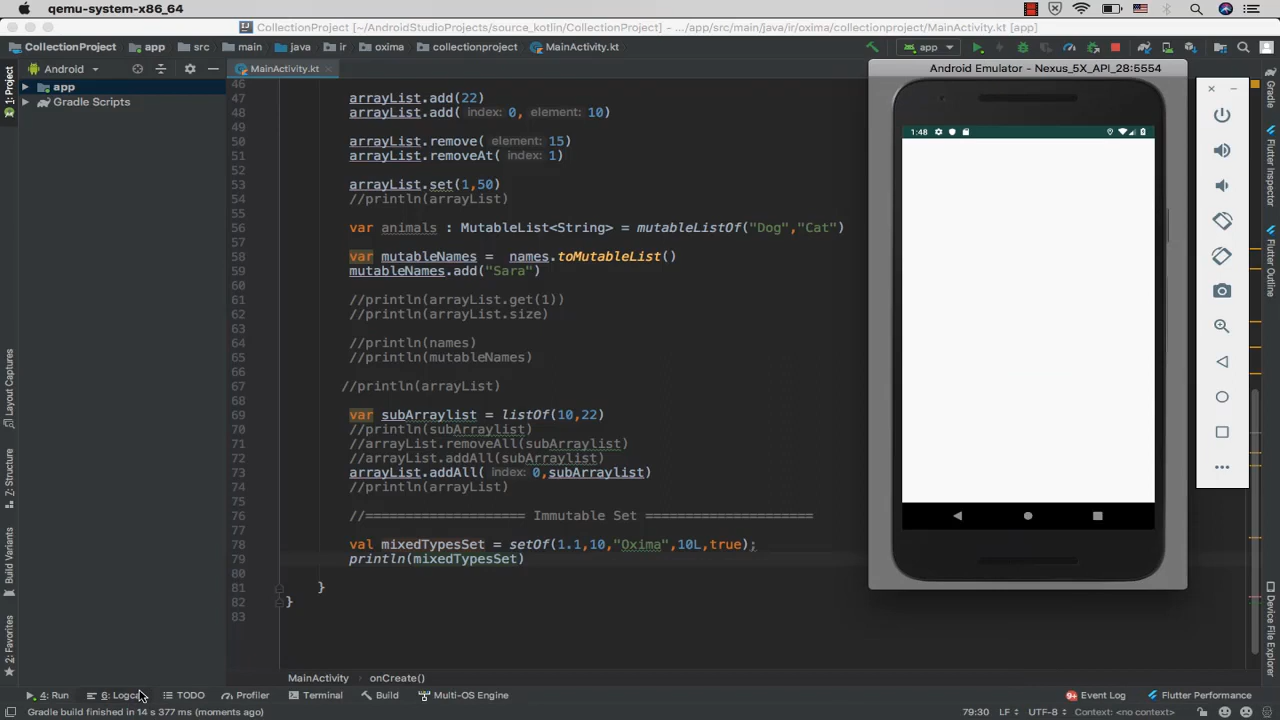 qemu-system-x86_64
CollectionProject [~/AndroidStudioProjects/source_kotlin/CollectionProject] - .../app/src/main/java/ir/oxima/collectionproject/MainActivity.kt [app]
CollectionProject app src main java ir oxima collectionproject MainActivity.kt app
Android MainActivity.kt
Android Emulator - Nexus_5X_API_28:5554
1: Project
app
Gradle Scripts
Layout Captures
Z: Structure
Build Variants
2: Favorites
46
47 arrayList.add(22)
48 arrayList.add( index: 0, element: 10)
49
50 arrayList.remove( element: 15)
51 arrayList.removeAt( index: 1)
52
53 arrayList.set(1,50)
54 //println(arrayList)
55
56 var animals : MutableList<String> = mutableListOf("Dog","Cat")
57
58 var mutableNames = names.toMutableList()
59 mutableNames.add("Sara")
60
61 //println(arrayList.get(1))
62 //println(arrayList.size)
63
64 //println(names)
65 //println(mutableNames)
66
67 //println(arrayList)
68
69 var subArraylist = listOf(10,22)
70 //println(subArraylist)
71 //arrayList.removeAll(subArraylist)
72 //arrayList.addAll(subArraylist)
73 arrayList.addAll( index: 0,subArraylist)
74 //println(arrayList)
75
76 //=================== Immutable Set =====================
77
78 val mixedTypesSet = setOf(1.1,10,"Oxima",10L,true);
79 println(mixedTypesSet)
80
81 }
82 }
83
1:48
Gradle
Flutter Inspector
Flutter Outline
Device File Explorer
MainActivity onCreate()
4: Run 6: Logcat TODO Profiler Terminal Build Multi-OS Engine 9+ Event Log Flutter Performance
Gradle build finished in 14 s 377 ms (moments ago) 79:30 LF UTF-8 Context: <no context>